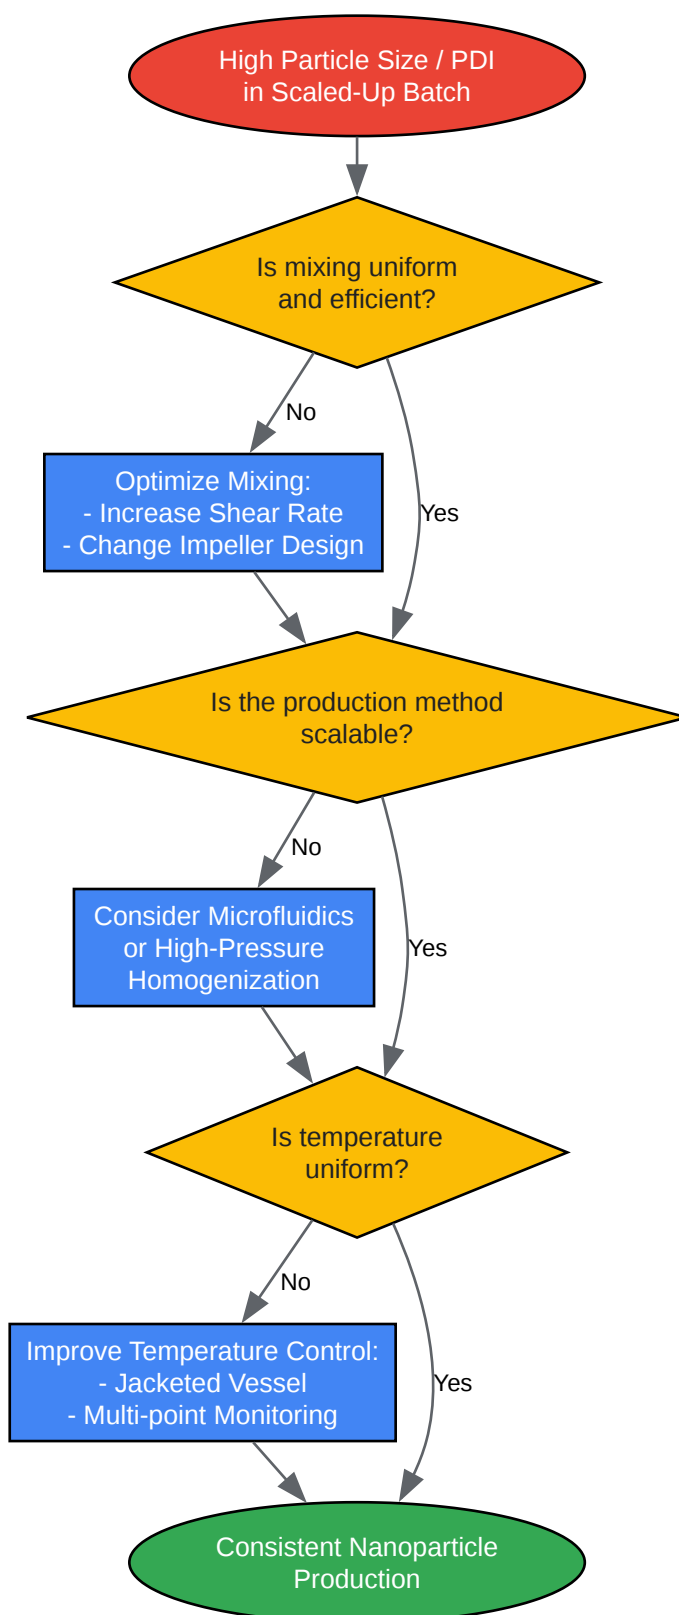 High Particle Size / PDI
in Scaled-Up Batch
Is mixing uniform
and efficient?
No
Optimize Mixing:
- Increase Shear Rate
- Change Impeller Design
Yes
Is the production method
scalable?
No
Consider Microfluidics
or High-Pressure
Homogenization
Yes
Is temperature
uniform?
No
Improve Temperature Control:
- Jacketed Vessel
- Multi-point Monitoring
Yes
Consistent Nanoparticle
Production